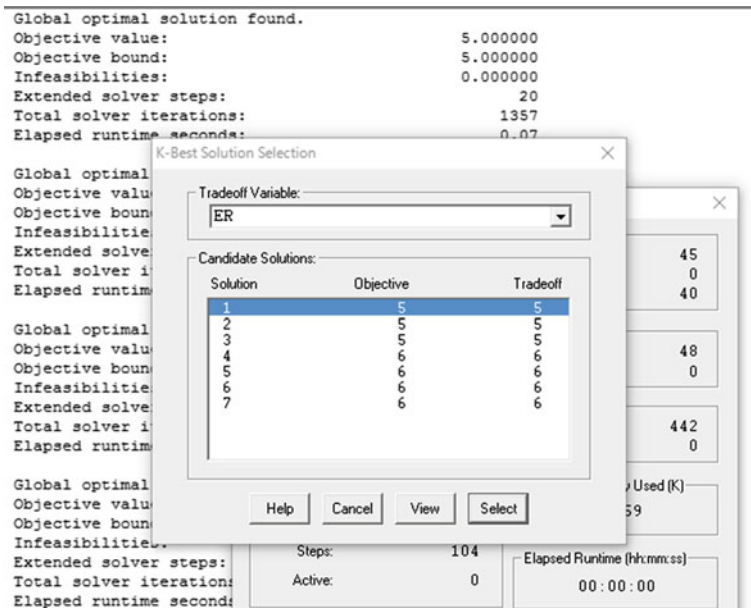 Global optimal solution found.
Objective value: 5.000000
Objective bound: 5.000000
Infeasibilities: 0.000000
Extended solver steps: 20
Total solver iterations: 1357
Elapsed runtime seconds: 0.07
K-Best Solution Selection
Global optimal
Objective valu
Objective boun
Infeasibilitie
Extended solve
Total solver i
Elapsed runtim
Global optimal
Objective valu
Objective boun
Infeasibilitie
Extended solve
Total solver i
Elapsed runtim
Global optimal
Objective valu
Objective boun
Infeasibilities:
Extended solver steps:
Total solver iterations
Elapsed runtime seconds
Tradeoff Variable:
ER
Candidate Solutions:
Solution Objective Tradeoff
1 5 5
2 5 5
3 5 5
4 6 6
5 6 6
6 6 6
7 6 6
Help Cancel View Select
45
0
40
48
0
442
0
Used (K)
59
Steps: 104
Active: 0
Elapsed Runtime (hh:mm:ss)
00:00:00